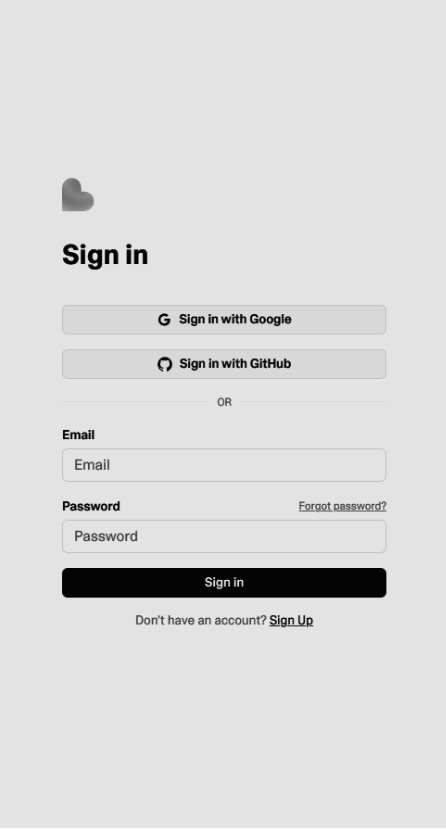 Sign in
Sign in with Google
Sign in with GitHub
OR
Email
Email
Password Forgot password?
Password
Sign in
Don't have an account? Sign Up